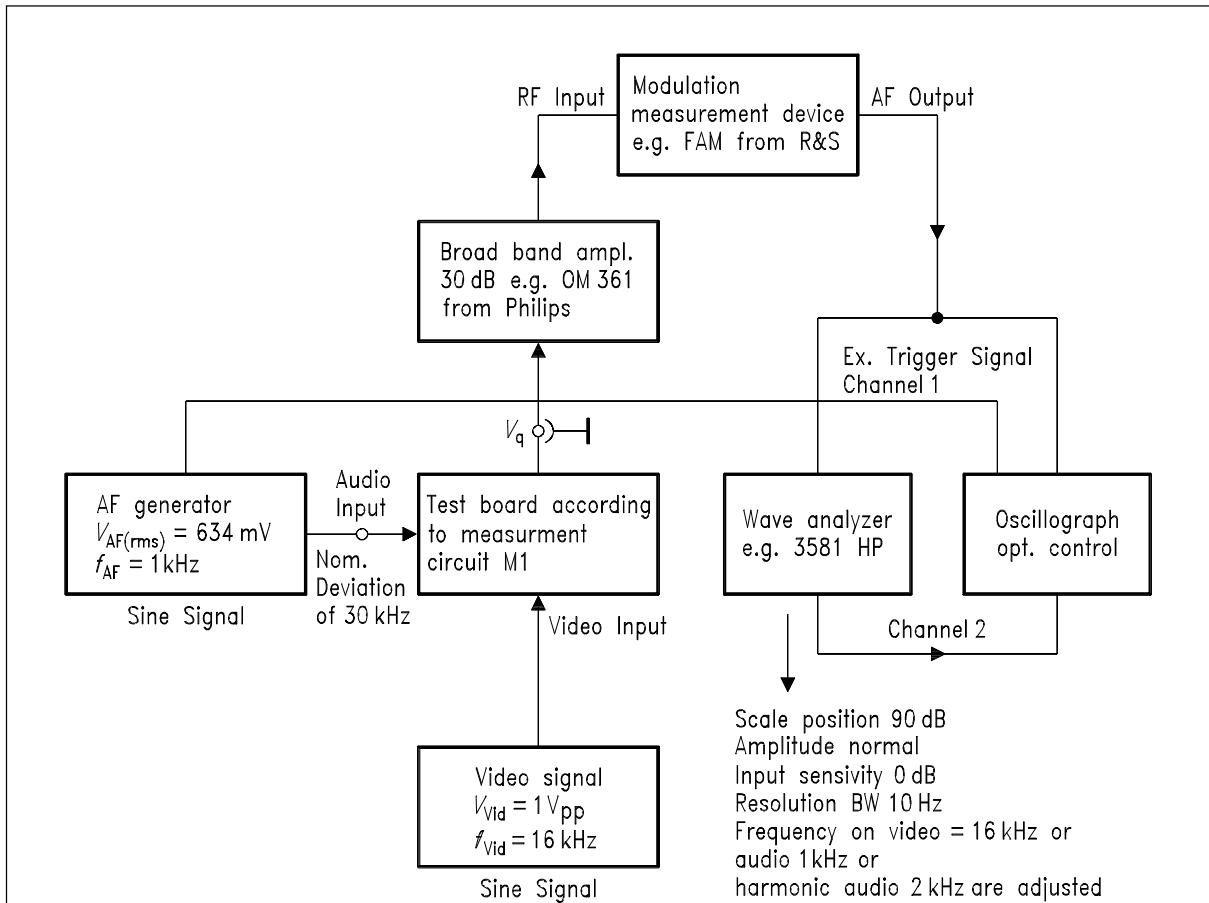 RF Input
Modulation
measurement device
e.g. FAM from R&S
AF Output
Broad band ampl.
30 dB e.g. OM 361
from Philips
Ex. Trigger Signal
Channel 1
Vq
AF generator
VAF(rms) = 634 mV
fAF = 1 kHz
Sine Signal
Audio
Input
Nom.
Deviation
of 30 kHz
Test board according
to measurment
circuit M1
Wave analyzer
e.g. 3581 HP
Oscillograph
opt. control
Video Input
Channel 2
Video signal
VVid = 1 Vpp
fVid = 16 kHz
Sine Signal
Scale position 90 dB
Amplitude normal
Input sensivity 0 dB
Resolution BW 10 Hz
Frequency on video = 16 kHz or
audio 1 kHz or
harmonic audio 2 kHz are adjusted